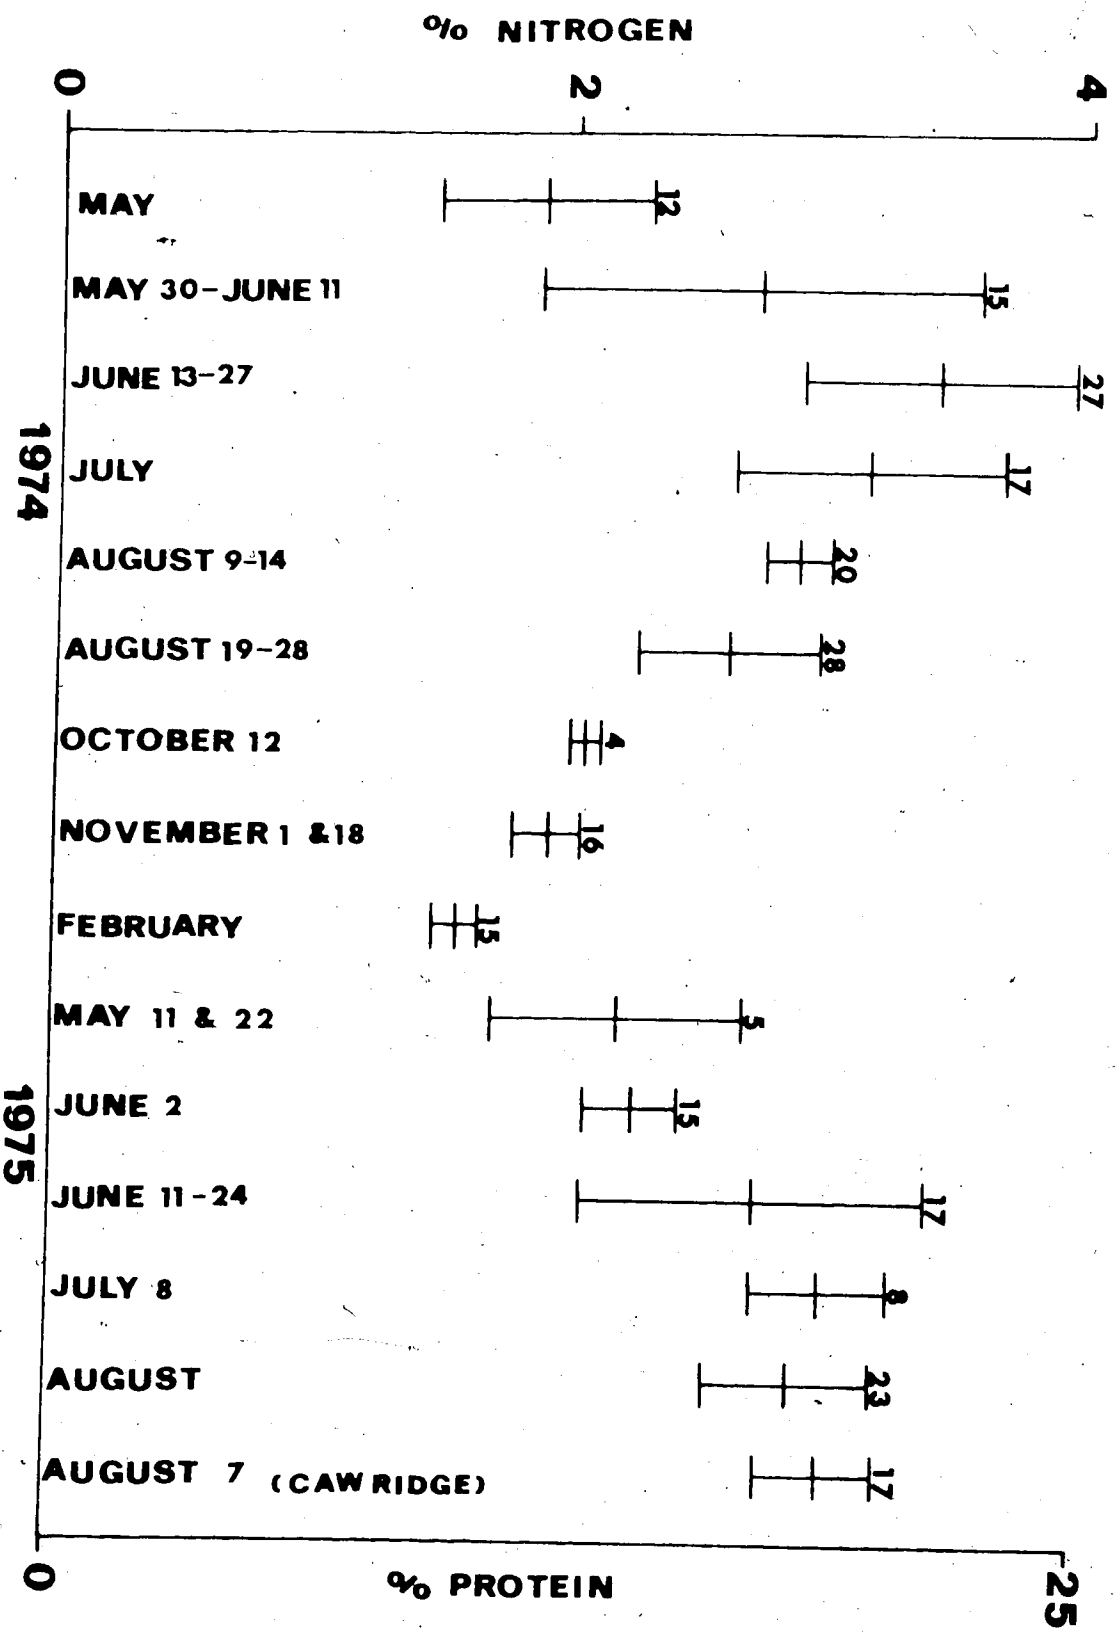 % NITROGEN
0 2 4
MAY 12
MAY 30-JUNE 11 15
JUNE 13-27 27
JULY 17
AUGUST 9-14 20
AUGUST 19-28 28
OCTOBER 12 4
NOVEMBER 1 &18 16
FEBRUARY 15
MAY 11 & 22 5
JUNE 2 15
JUNE 11-24 17
JULY 8 8
AUGUST 23
AUGUST 7 (CAW RIDGE) 17
1974
1975
0 25
% PROTEIN